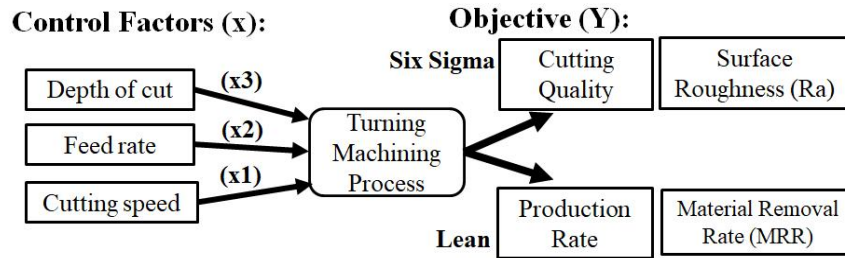 Control Factors (x):
Objective (Y):
Depth of cut
(x3)
Feed rate
(x2)
Cutting speed
(x1)
Turning
Machining
Process
Six Sigma
Cutting
Quality
Surface
Roughness (Ra)
Lean
Production
Rate
Material Removal
Rate (MRR)